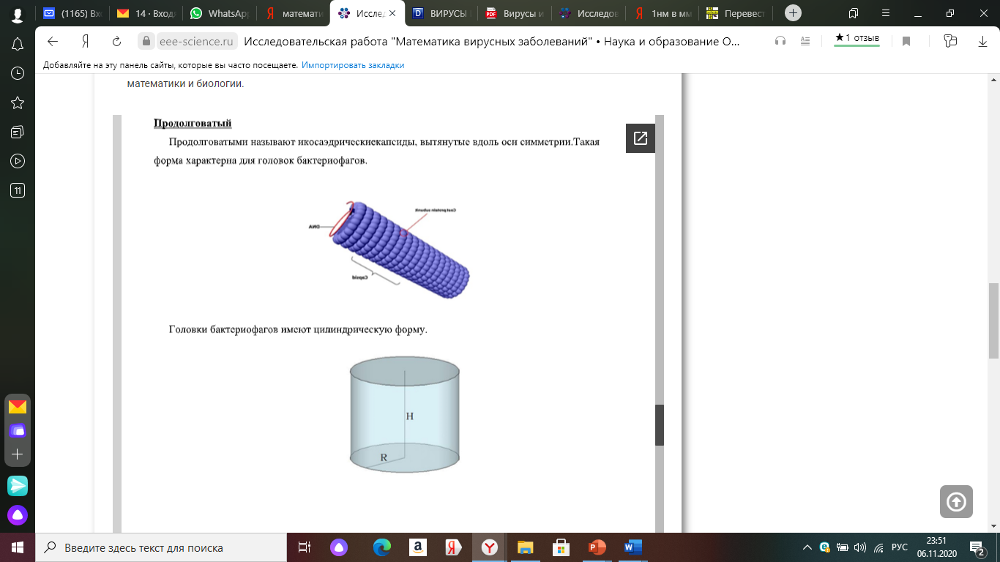 (1165) Вхо
14 · Входя
WhatsApp
математи
Исслед
ВИРУСЫ
Вирусы и
Исследов
1нм в мм
Перевест
eee-science.ru Исследовательская работа "Математика вирусных заболеваний" • Наука и образование О...
★ 1 отзыв
Добавляйте на эту панель сайты, которые вы часто посещаете. Импортировать закладки
11
математики и биологии.
Продолговатый
Продолговатыми называют икосаэдрическиекапсиды, вытянутые вдоль оси симметрии.Такая
форма характерна для головок бактериофагов.
Coat protein subunit
DNA
Capsid
Головки бактериофагов имеют цилиндрическую форму.
H
R
Введите здесь текст для поиска
РУС
23:51
06.11.2020
2